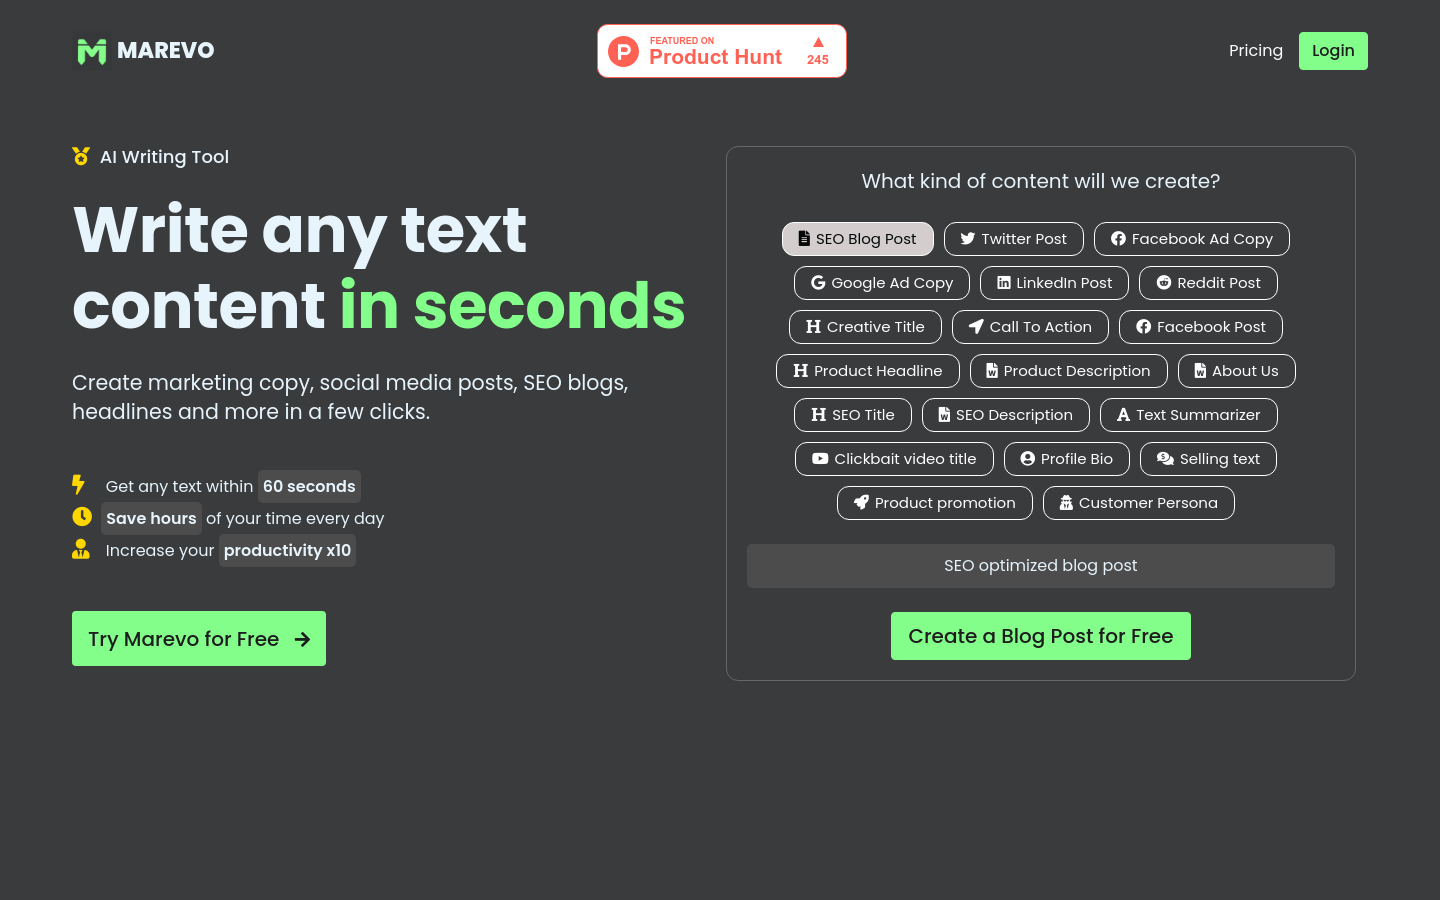 MAREVO
P
FEATURED ON
Product Hunt
245
Pricing
Login
AI Writing Tool
Write any text
content in seconds
Create marketing copy, social media posts, SEO blogs,
headlines and more in a few clicks.
Get any text within 60 seconds
Save hours of your time every day
Increase your productivity x10
Try Marevo for Free
What kind of content will we create?
SEO Blog Post Twitter Post Facebook Ad Copy
Google Ad Copy LinkedIn Post Reddit Post
Creative Title Call To Action Facebook Post
Product Headline Product Description About Us
SEO Title SEO Description Text Summarizer
Clickbait video title Profile Bio Selling text
Product promotion Customer Persona
SEO optimized blog post
Create a Blog Post for Free